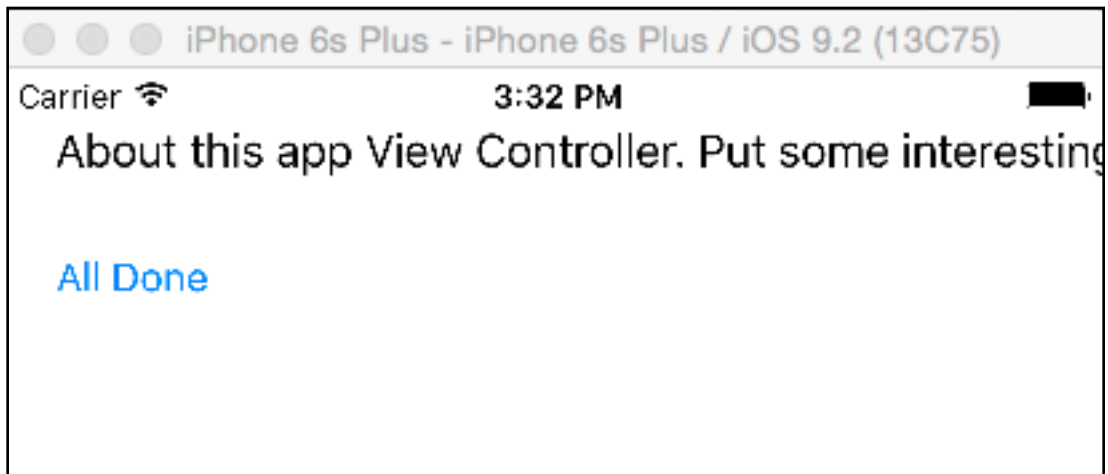 iPhone 6s Plus - iPhone 6s Plus / iOS 9.2 (13C75)
Carrier 3:32 PM
About this app View Controller. Put some interesting
All Done